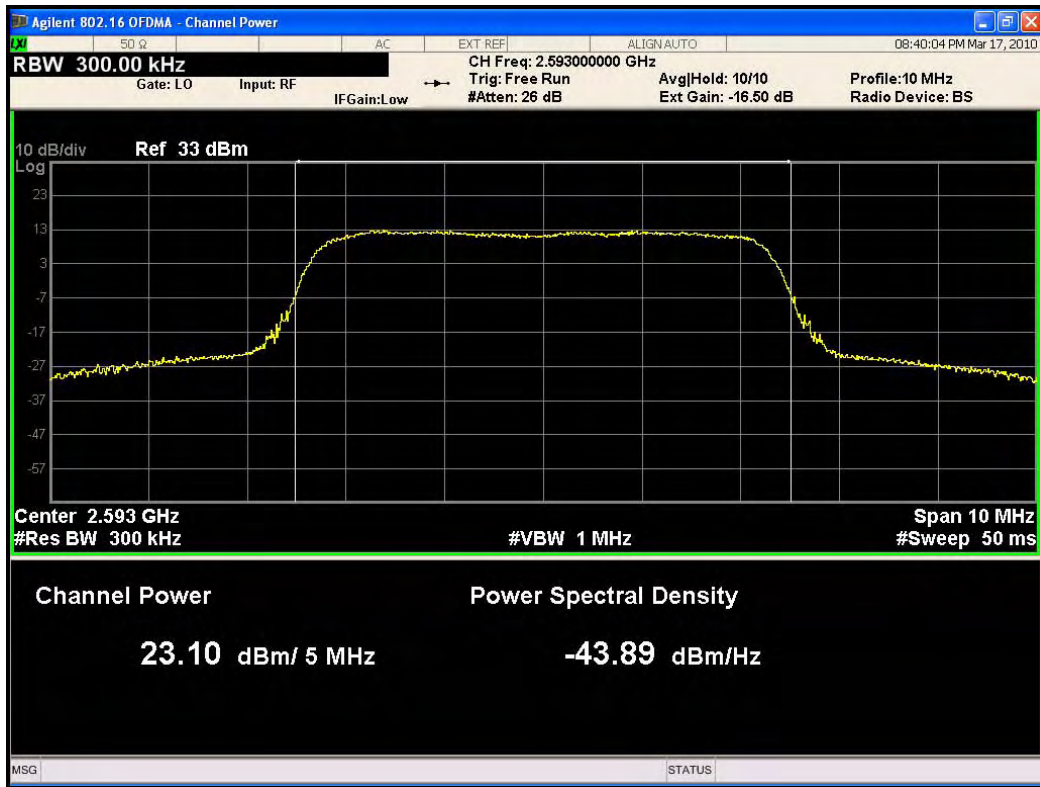 Agilent 802.16 OFDMA - Channel Power
LXI 50 Ω AC EXT REF ALIGN AUTO 08:40:04 PM Mar 17, 2010
RBW 300.00 kHz CH Freq: 2.593000000 GHz
Trig: Free Run Avg|Hold: 10/10 Profile:10 MHz
Gate: LO Input: RF
IFGain:Low #Atten: 26 dB Ext Gain: -16.50 dB Radio Device: BS
10 dB/div Ref 33 dBm
Log
23
13
3
-7
-17
-27
-37
-47
-57
Center 2.593 GHz Span 10 MHz
#Res BW 300 kHz #VBW 1 MHz #Sweep 50 ms
Channel Power Power Spectral Density
23.10 dBm/ 5 MHz -43.89 dBm/Hz
MSG STATUS